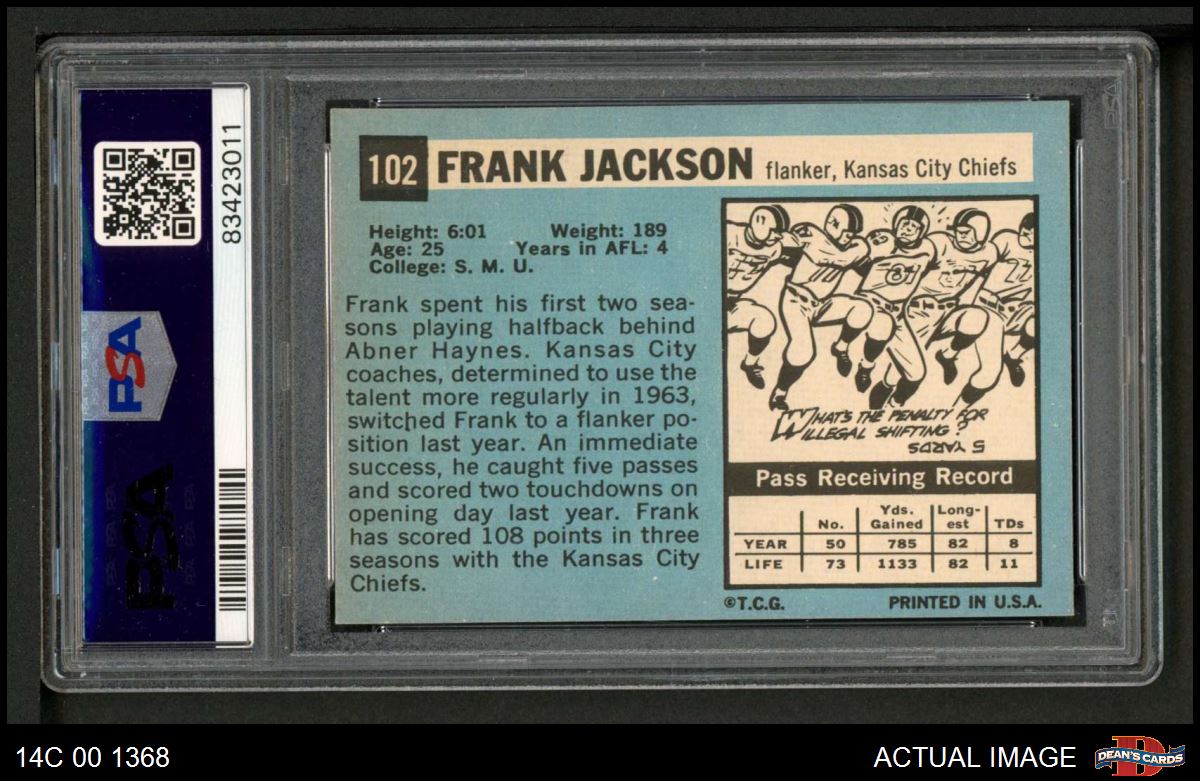 83423011
PSA
PSA
102 FRANK JACKSON flanker, Kansas City Chiefs
Height: 6:01 Weight: 189
Age: 25 Years in AFL: 4
College: S. M. U.
Frank spent his first two sea-
sons playing halfback behind
Abner Haynes. Kansas City
coaches, determined to use the
talent more regularly in 1963,
switched Frank to a flanker po-
sition last year. An immediate
success, he caught five passes
and scored two touchdowns on
opening day last year. Frank
has scored 108 points in three
seasons with the Kansas City
Chiefs.
81
WHAT'S THE PENALTY FOR
ILLEGAL SHIFTING?
5 YARDS
Pass Receiving Record
No. Yds. Gained Long-est TDs
YEAR 50 785 82 8
LIFE 73 1133 82 11
©T.C.G. PRINTED IN U.S.A.
14C 00 1368 ACTUAL IMAGE DEAN'S CARDS